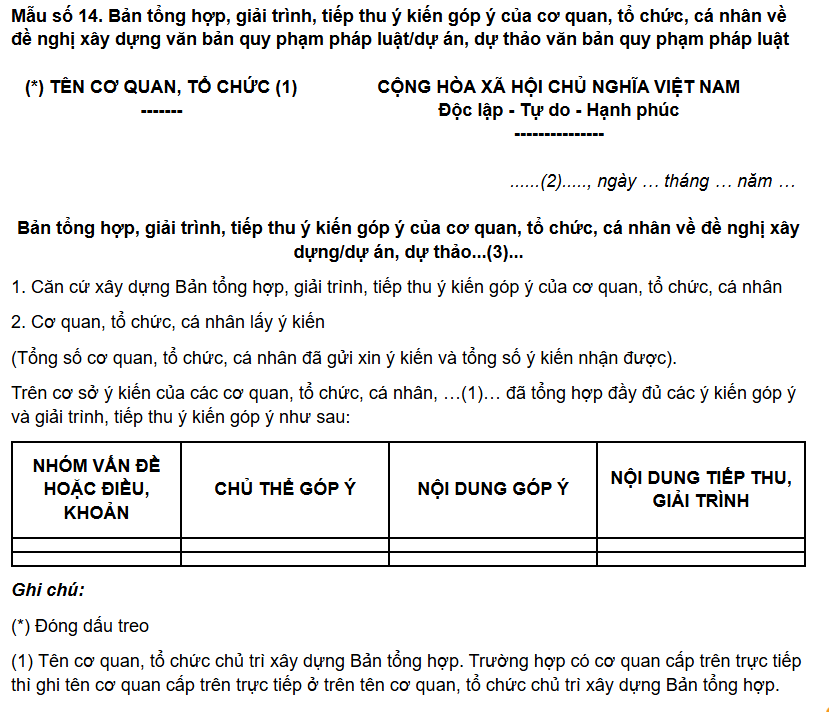 Mẫu số 14. Bản tổng hợp, giải trình, tiếp thu ý kiến góp ý của cơ quan, tổ chức, cá nhân về
đề nghị xây dựng văn bản quy phạm pháp luật/dự án, dự thảo văn bản quy phạm pháp luật
(*) TÊN CƠ QUAN, TỔ CHỨC (1)
-------
CỘNG HÒA XÃ HỘI CHỦ NGHĨA VIỆT NAM
Độc lập - Tự do - Hạnh phúc
---------------
......(2)....., ngày … tháng … năm …
Bản tổng hợp, giải trình, tiếp thu ý kiến góp ý của cơ quan, tổ chức, cá nhân về đề nghị xây
dựng/dự án, dự thảo...(3)...
1. Căn cứ xây dựng Bản tổng hợp, giải trình, tiếp thu ý kiến góp ý của cơ quan, tổ chức, cá nhân
2. Cơ quan, tổ chức, cá nhân lấy ý kiến
(Tổng số cơ quan, tổ chức, cá nhân đã gửi xin ý kiến và tổng số ý kiến nhận được).
Trên cơ sở ý kiến của các cơ quan, tổ chức, cá nhân, …(1)… đã tổng hợp đầy đủ các ý kiến góp ý
và giải trình, tiếp thu ý kiến góp ý như sau:
NHÓM VẤN ĐỀ
HOẶC ĐIỀU,
KHOẢN
CHỦ THỂ GÓP Ý
NỘI DUNG GÓP Ý
NỘI DUNG TIẾP THU,
GIẢI TRÌNH
Ghi chú:
(*) Đóng dấu treo
(1) Tên cơ quan, tổ chức chủ trì xây dựng Bản tổng hợp. Trường hợp có cơ quan cấp trên trực tiếp
thì ghi tên cơ quan cấp trên trực tiếp ở trên tên cơ quan, tổ chức chủ trì xây dựng Bản tổng hợp.